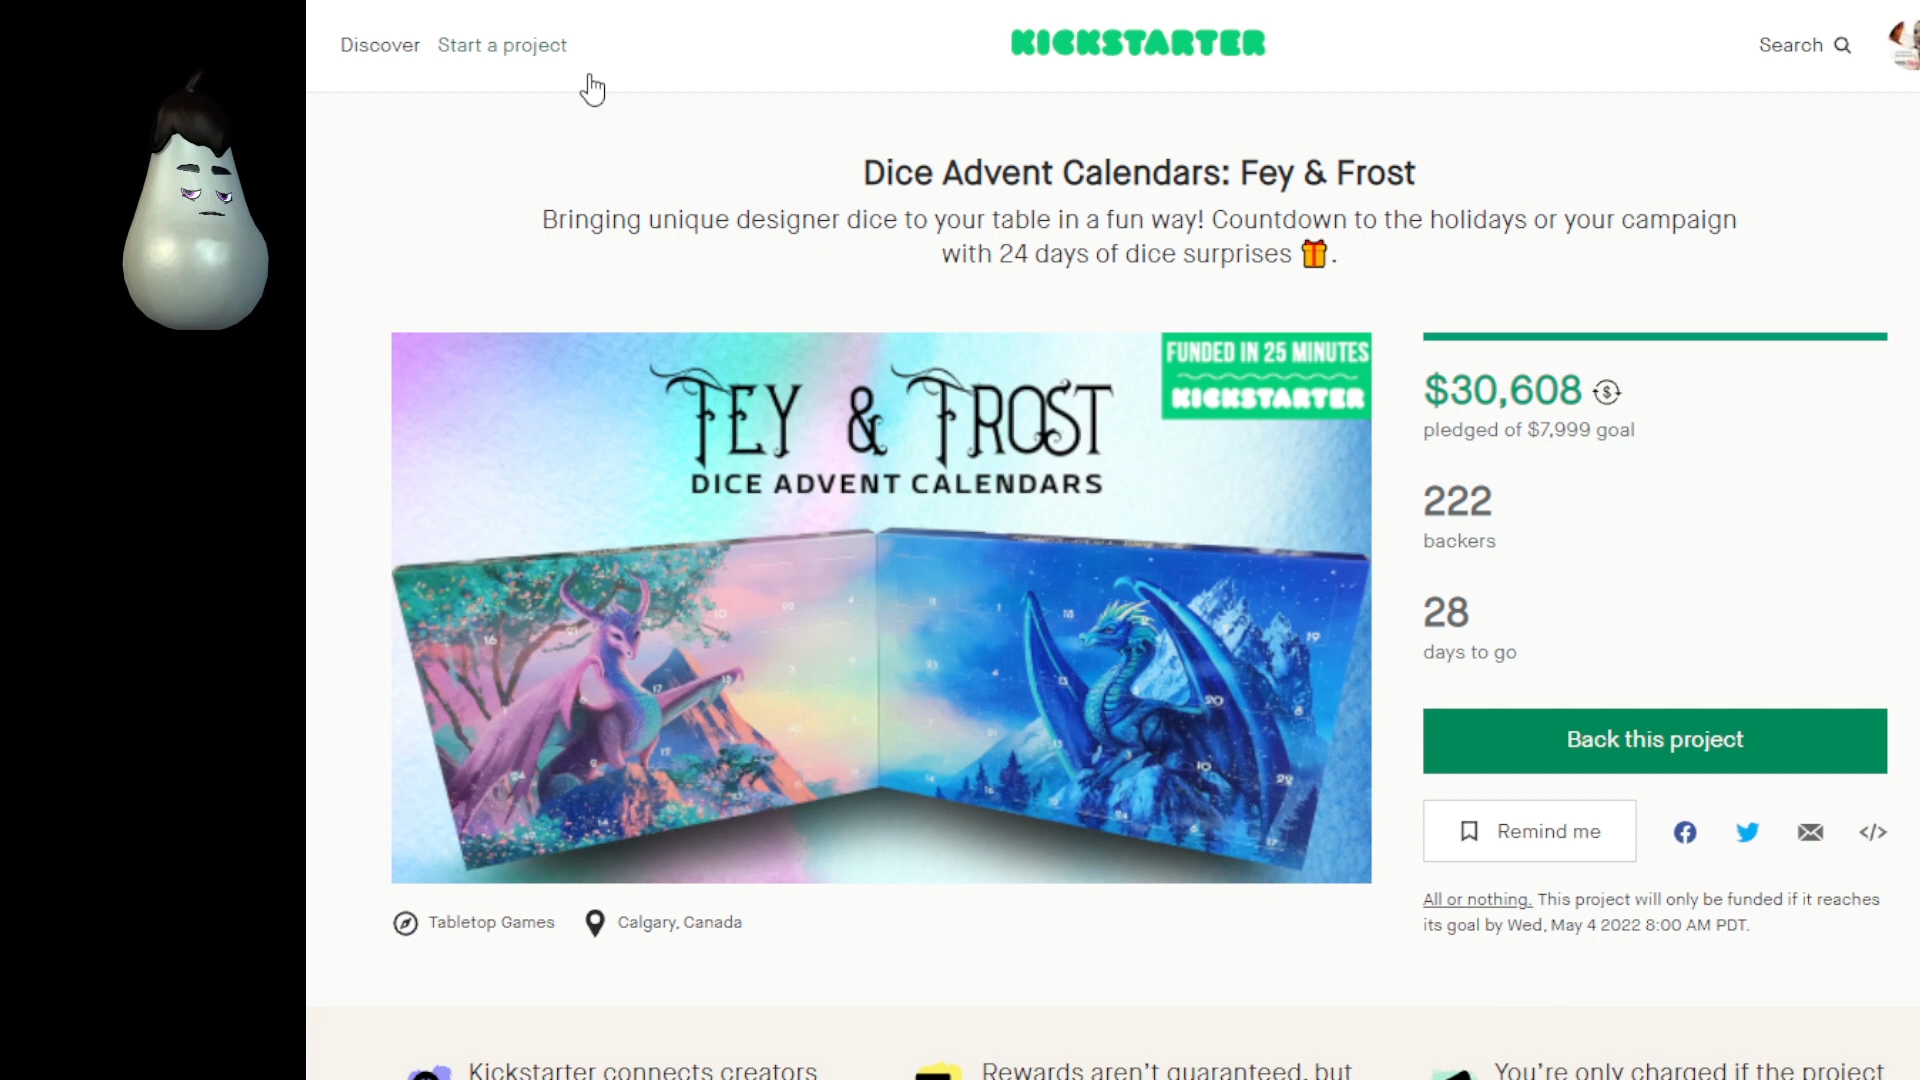 Discover Start a project
KICKSTARTER
Search
Dice Advent Calendars: Fey & Frost
Bringing unique designer dice to your table in a fun way! Countdown to the holidays or your campaign
with 24 days of dice surprises 🎁.
FUNDED IN 25 MINUTES
KICKSTARTER
FEY & FROST
DICE ADVENT CALENDARS
$30,608
pledged of $7,999 goal
222
backers
28
days to go
Back this project
Remind me
</>
All or nothing. This project will only be funded if it reaches
its goal by Wed, May 4 2022 8:00 AM PDT.
Tabletop Games
Calgary, Canada
Kickstarter connects creators
Rewards aren't guaranteed, but
You're only charged if the project